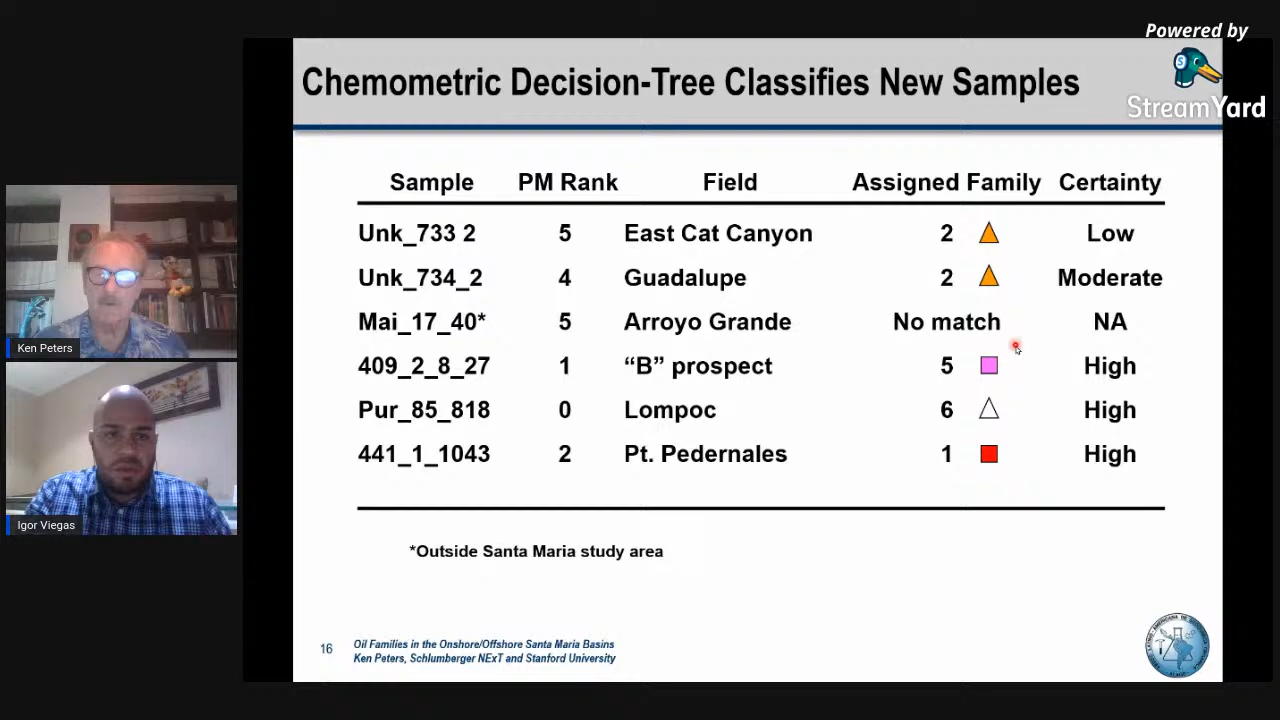 Powered by
StreamYard
Chemometric Decision-Tree Classifies New Samples
Sample PM Rank Field Assigned Family Certainty
Unk_733 2 5 East Cat Canyon 2 Low
Unk_734_2 4 Guadalupe 2 Moderate
Mai_17_40* 5 Arroyo Grande No match NA
409_2_8_27 1 “B” prospect 5 High
Pur_85_818 0 Lompoc 6 High
441_1_1043 2 Pt. Pedernales 1 High
*Outside Santa Maria study area
16 Oil Families in the Onshore/Offshore Santa Maria Basins
Ken Peters, Schlumberger NExT and Stanford University
Ken Peters
Igor Viegas